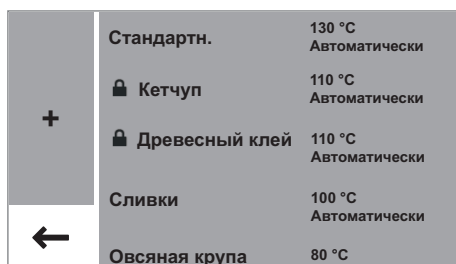 Стандартн. 130 °C
Автоматически
Кетчуп 110 °C
Автоматически
+
Древесный клей 110 °C
Автоматически
Сливки 100 °C
Автоматически
←
Овсяная крупа 80 °C